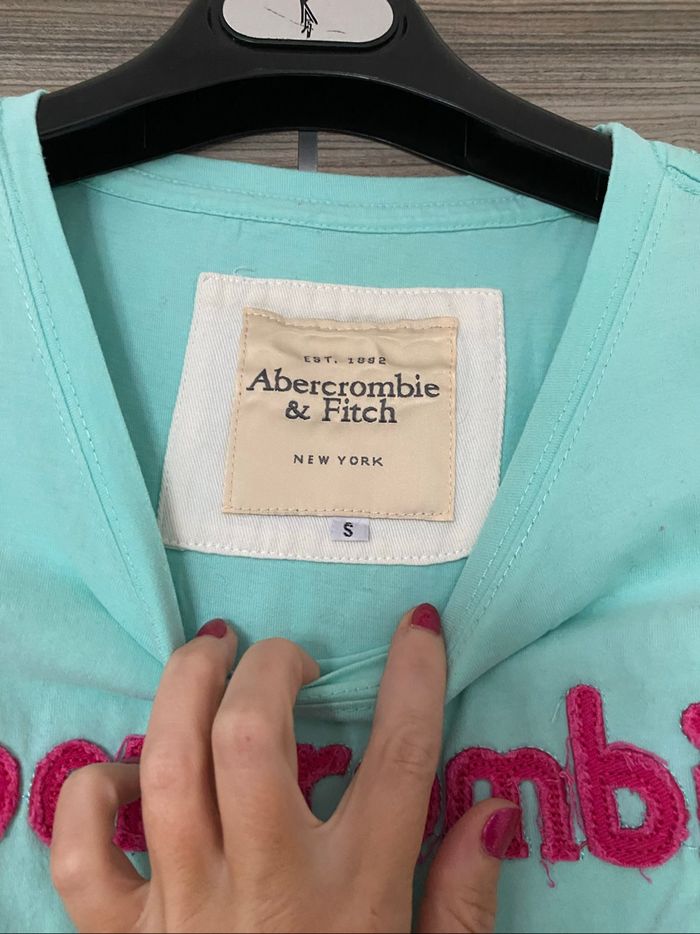 EST. 1892
Abercrombie
& Fitch
NEW YORK
S